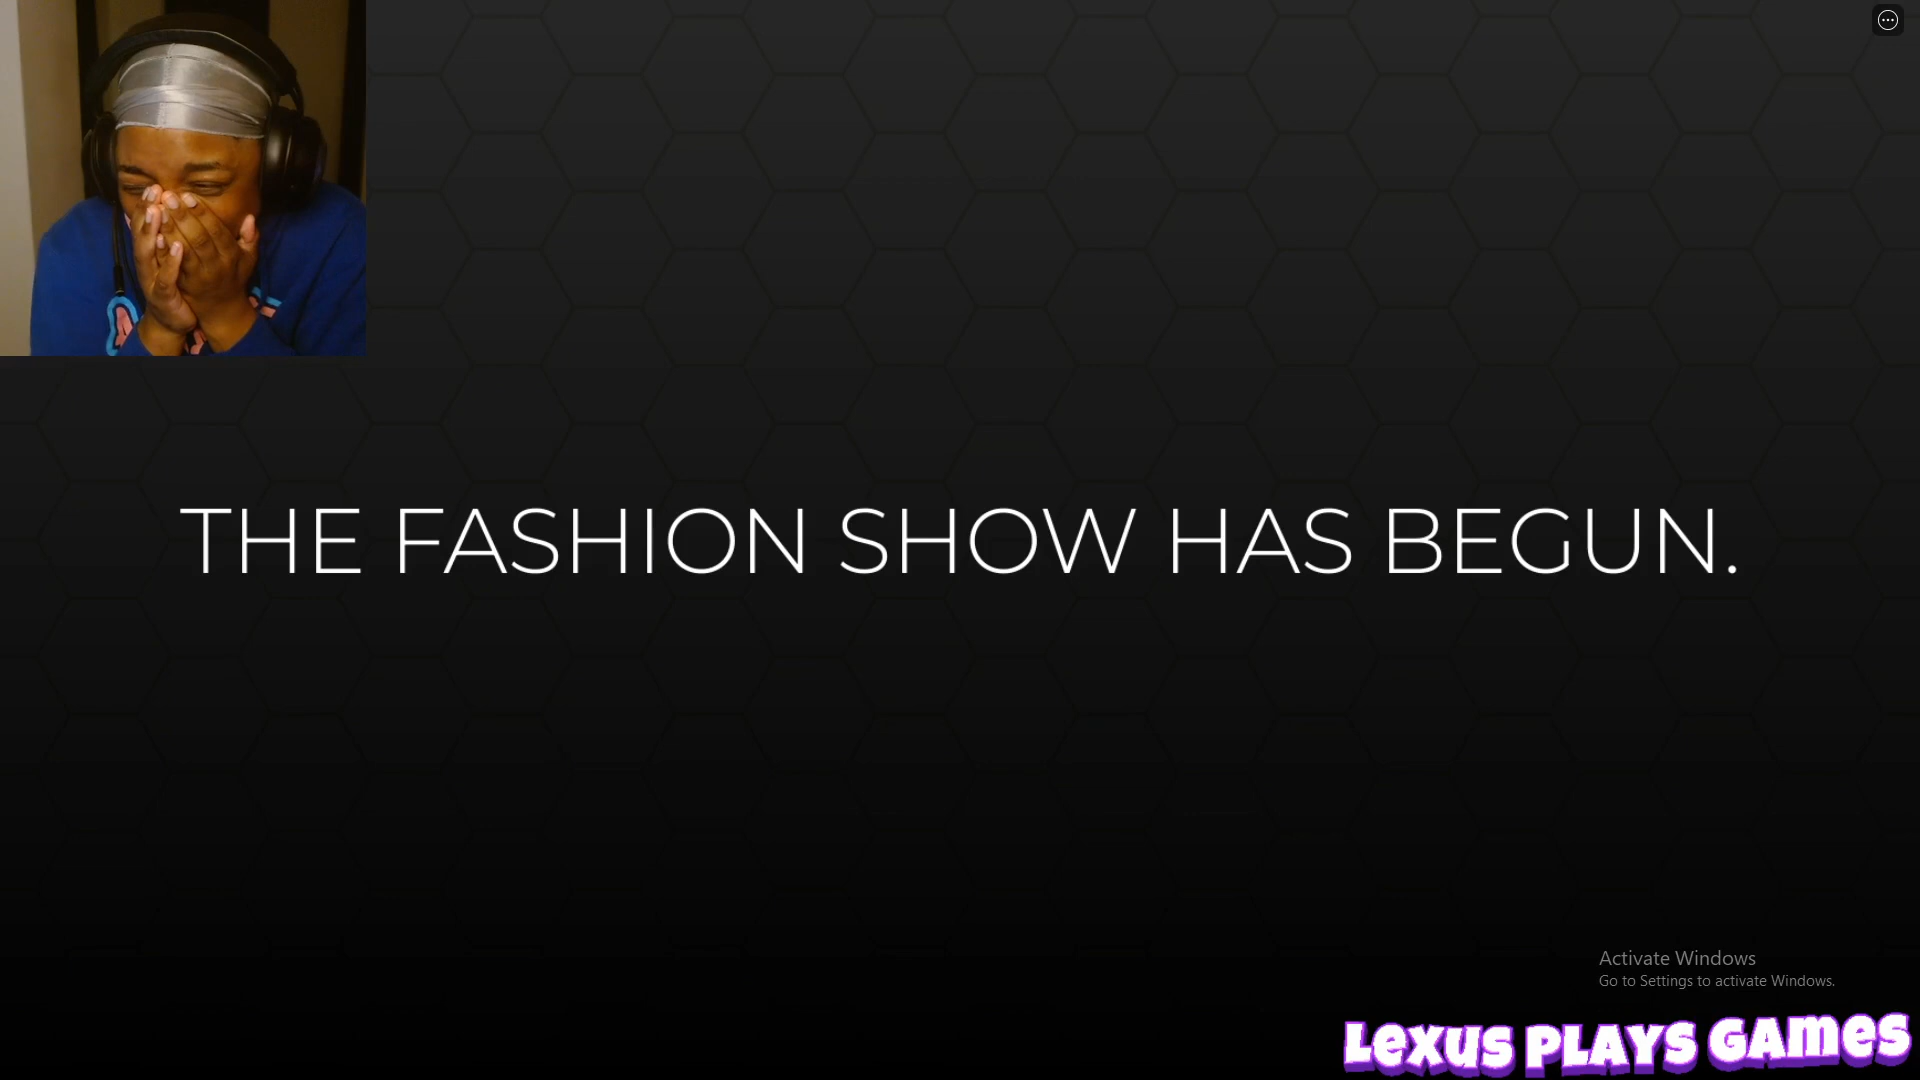 THE FASHION SHOW HAS BEGUN.
Activate Windows
Go to Settings to activate Windows.
LEXUS PLAYS GAMES